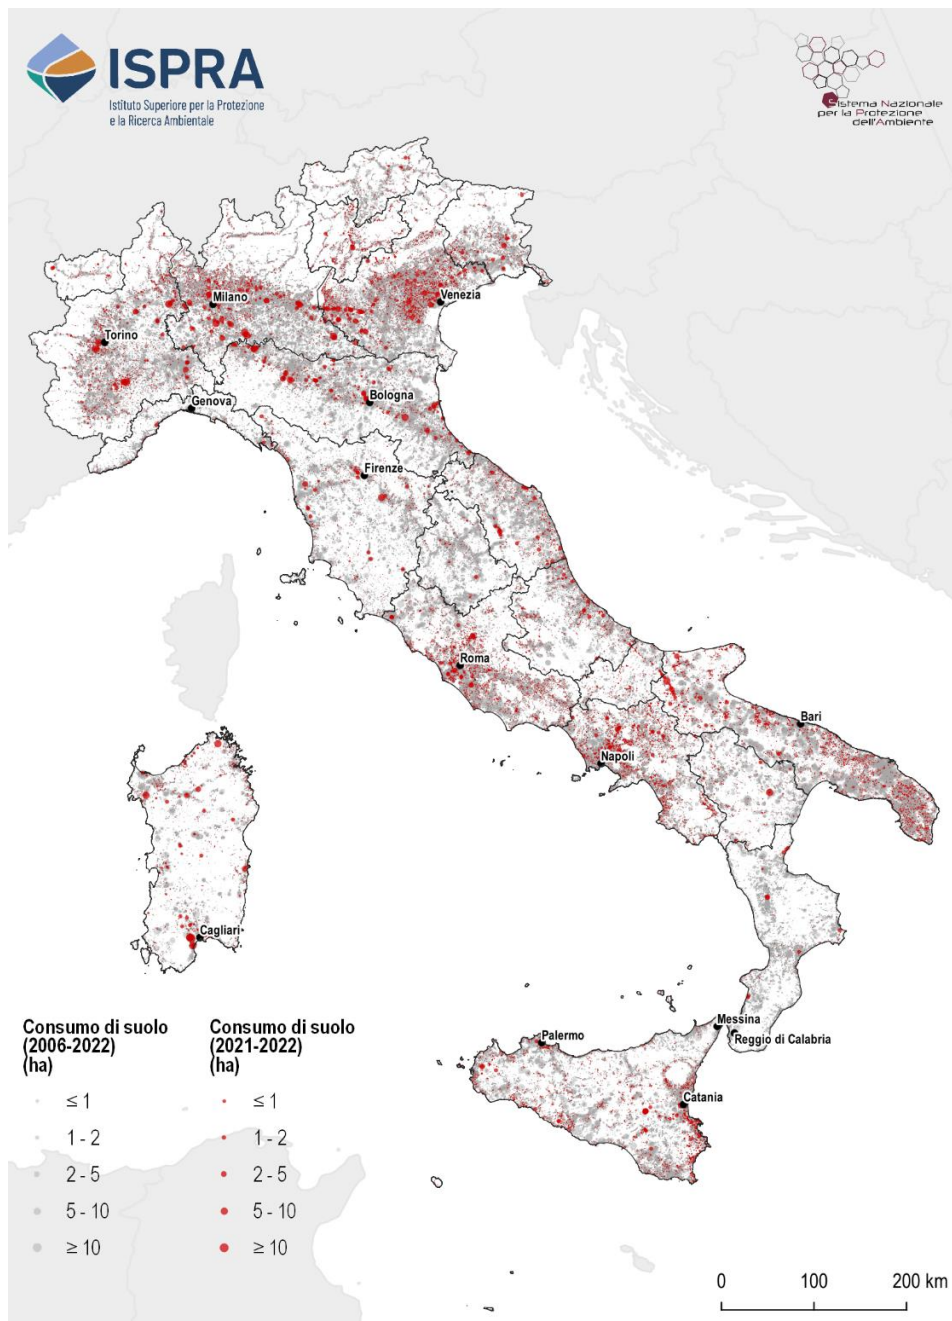 ISPRA
Istituto Superiore per la Protezione
e la Ricerca Ambientale
Sistema Nazionale
per la Protezione
dell'Ambiente
Milano
Venezia
Torino
Genova
Bologna
Firenze
Roma
Napoli
Bari
Cagliari
Messina
Reggio di Calabria
Palermo
Catania
Consumo di suolo
(2006-2022)
(ha)
≤ 1
1 - 2
2 - 5
5 - 10
≥ 10
Consumo di suolo
(2021-2022)
(ha)
≤ 1
1 - 2
2 - 5
5 - 10
≥ 10
0 100 200 km